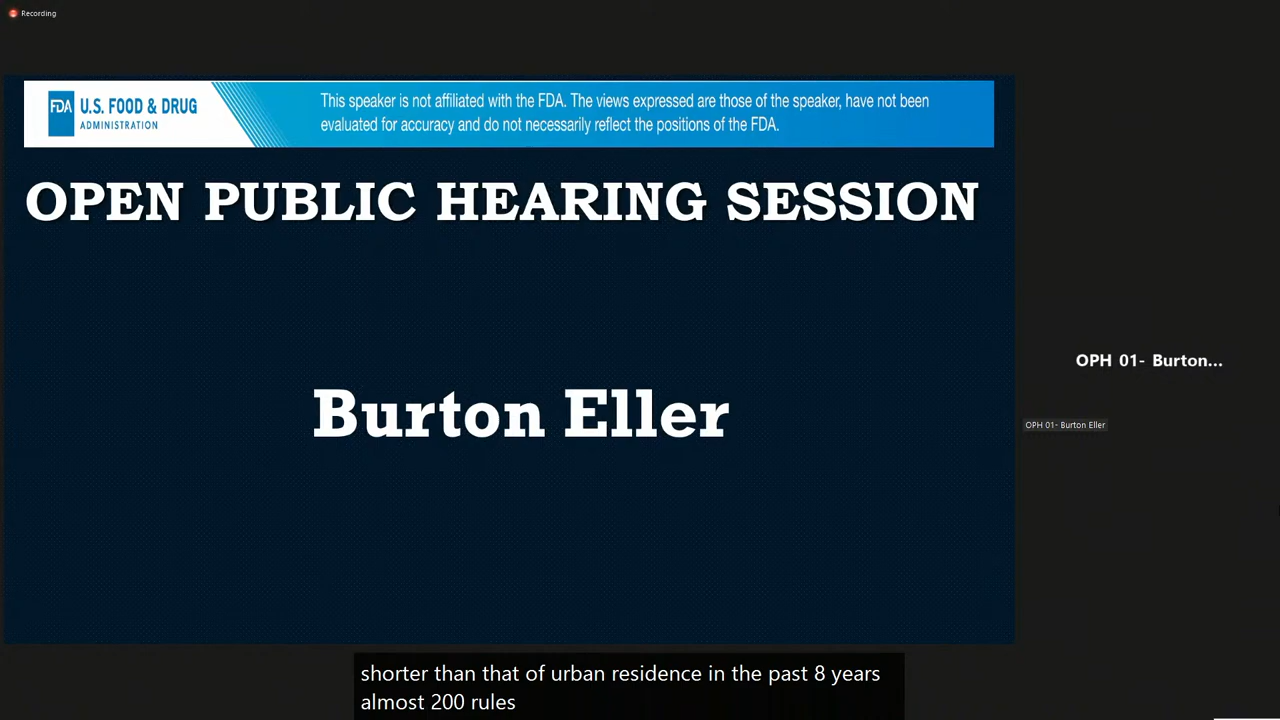 Recording
FDA U.S. FOOD & DRUG
ADMINISTRATION
This speaker is not affiliated with the FDA. The views expressed are those of the speaker, have not been
evaluated for accuracy and do not necessarily reflect the positions of the FDA.
OPEN PUBLIC HEARING SESSION
Burton Eller
OPH 01- Burton...
OPH 01- Burton Eller
shorter than that of urban residence in the past 8 years
almost 200 rules